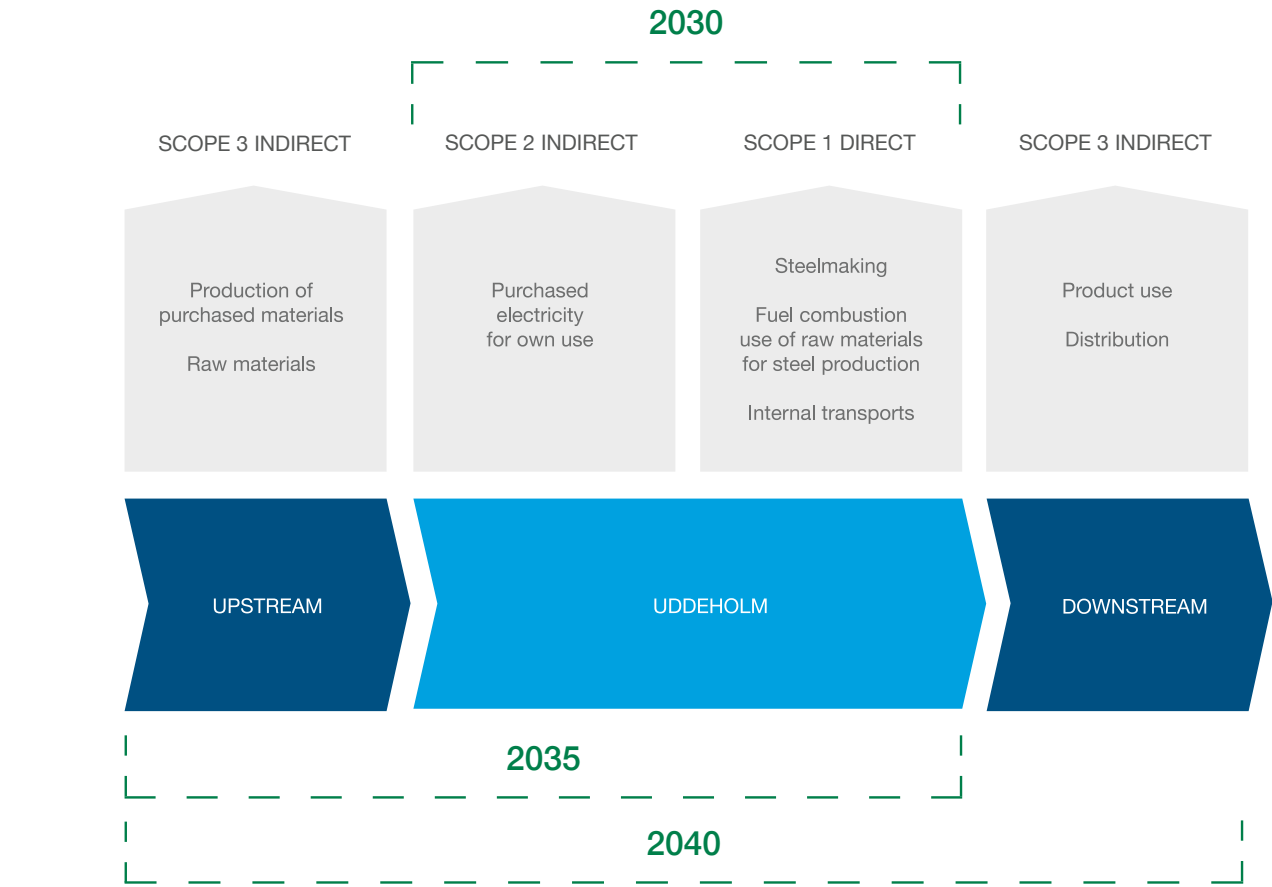 2030
SCOPE 3 INDIRECT
SCOPE 2 INDIRECT
SCOPE 1 DIRECT
SCOPE 3 INDIRECT
Production of
purchased materials
Raw materials
Purchased
electricity
for own use
Steelmaking
Fuel combustion
use of raw materials
for steel production
Internal transports
Product use
Distribution
UPSTREAM
UDDEHOLM
DOWNSTREAM
2035
2040